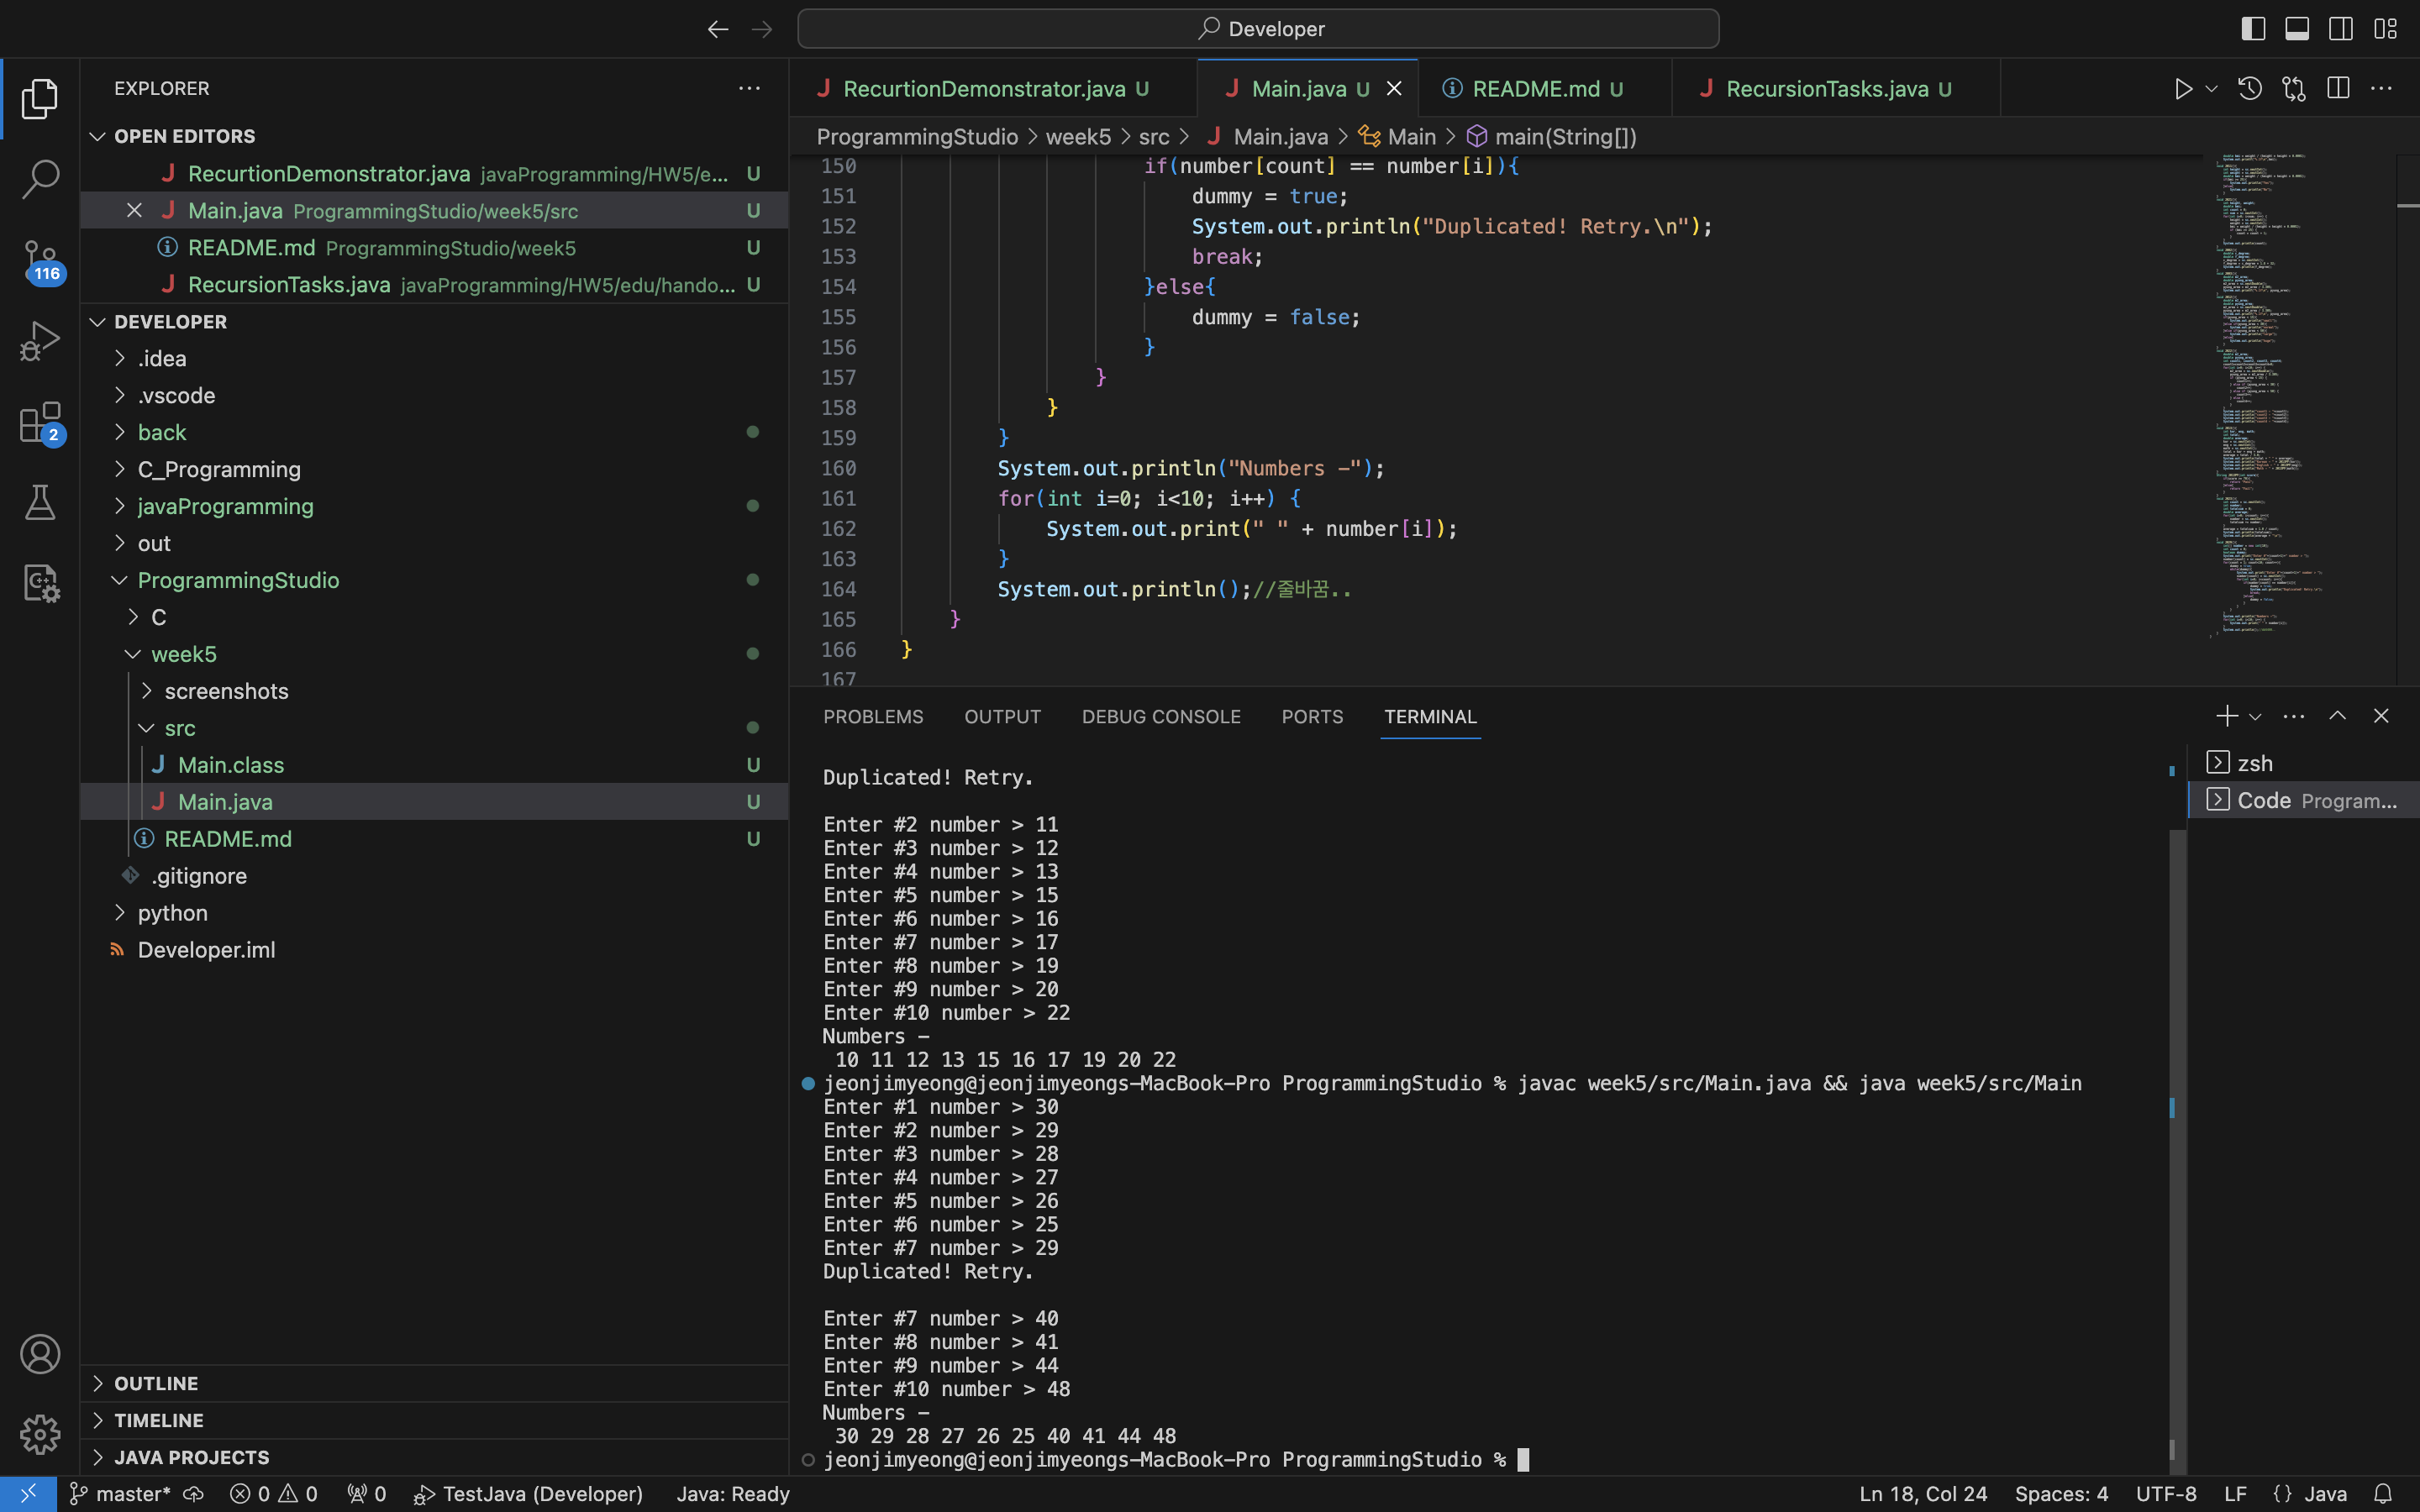 Developer
EXPLORER
OPEN EDITORS
RecurtionDemonstrator.java javaProgramming/HW5/e... U
Main.java ProgrammingStudio/week5/src U
README.md ProgrammingStudio/week5 U
RecursionTasks.java javaProgramming/HW5/edu/hando... U
DEVELOPER
.idea
.vscode
back
C_Programming
javaProgramming
out
ProgrammingStudio
C
week5
screenshots
src
Main.class U
Main.java U
README.md U
.gitignore
python
Developer.iml
OUTLINE
TIMELINE
JAVA PROJECTS
116
2
RecurtionDemonstrator.java U
Main.java U
README.md U
RecursionTasks.java U
ProgrammingStudio > week5 > src > Main.java > Main > main(String[])
150 if(number[count] == number[i]){
151 dummy = true;
152 System.out.println("Duplicated! Retry.\n");
153 break;
154 }else{
155 dummy = false;
156 }
157 }
158 }
159 }
160 System.out.println("Numbers -");
161 for(int i=0; i<10; i++) {
162 System.out.print(" " + number[i]);
163 }
164 System.out.println();//줄바꿈..
165 }
166 }
167
PROBLEMS OUTPUT DEBUG CONSOLE PORTS TERMINAL
Duplicated! Retry.
Enter #2 number > 11
Enter #3 number > 12
Enter #4 number > 13
Enter #5 number > 15
Enter #6 number > 16
Enter #7 number > 17
Enter #8 number > 19
Enter #9 number > 20
Enter #10 number > 22
Numbers -
10 11 12 13 15 16 17 19 20 22
jeonjimyeong@jeonjimyeongs-MacBook-Pro ProgrammingStudio % javac week5/src/Main.java && java week5/src/Main
Enter #1 number > 30
Enter #2 number > 29
Enter #3 number > 28
Enter #4 number > 27
Enter #5 number > 26
Enter #6 number > 25
Enter #7 number > 29
Duplicated! Retry.
Enter #7 number > 40
Enter #8 number > 41
Enter #9 number > 44
Enter #10 number > 48
Numbers -
30 29 28 27 26 25 40 41 44 48
jeonjimyeong@jeonjimyeongs-MacBook-Pro ProgrammingStudio %
zsh
Code Program...
master* 0 0 0 TestJava (Developer) Java: Ready Ln 18, Col 24 Spaces: 4 UTF-8 LF {} Java